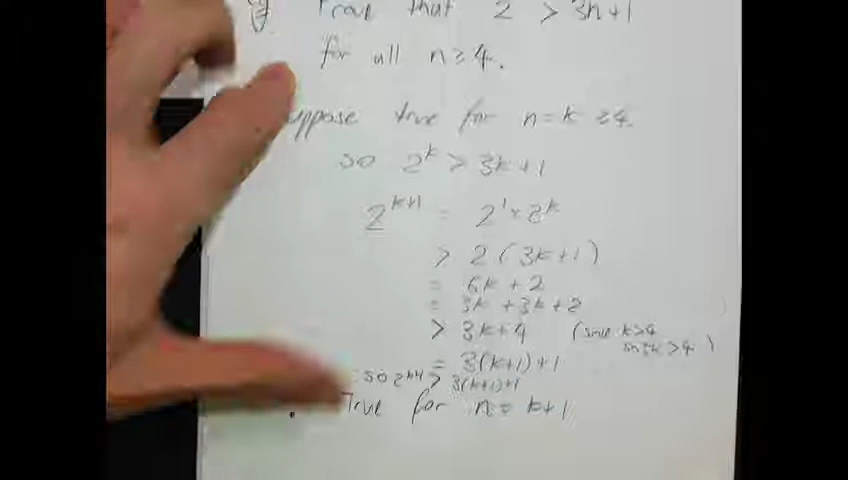 Eg Prove that 2 > 3n+1
for all n≥4.
uppose true for n = k ≥4.
so 2^k > 3k+1
2^{k+1} = 2^1 × 2^k
> 2(3k+1)
= 6k + 2
= 3k + 3k + 2
> 3k+4 (since k>4
so 3k > 4)
= 3(k+1)+1
so 2^{k+1} > 3(k+1)+1
True for n = k+1